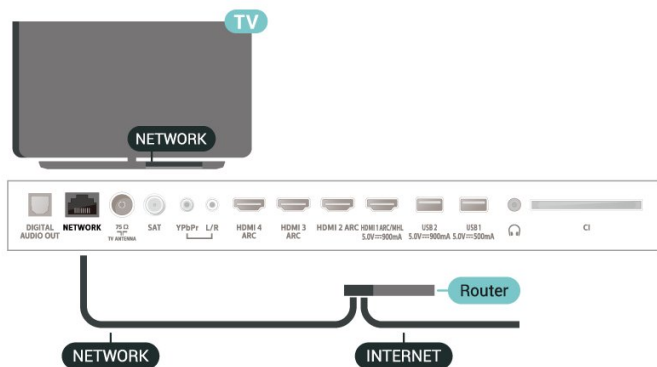 TV
NETWORK
DIGITAL
AUDIO OUT
NETWORK
75 Ω
TV ANTENNA
SAT
YPbPr
L/R
HDMI 4
ARC
HDMI 3
ARC
HDMI 2 ARC
HDMI 1 ARC/MHL
5.0V⎓900mA
USB 2
5.0V⎓900mA
USB 1
5.0V⎓500mA
CI
Router
NETWORK
INTERNET